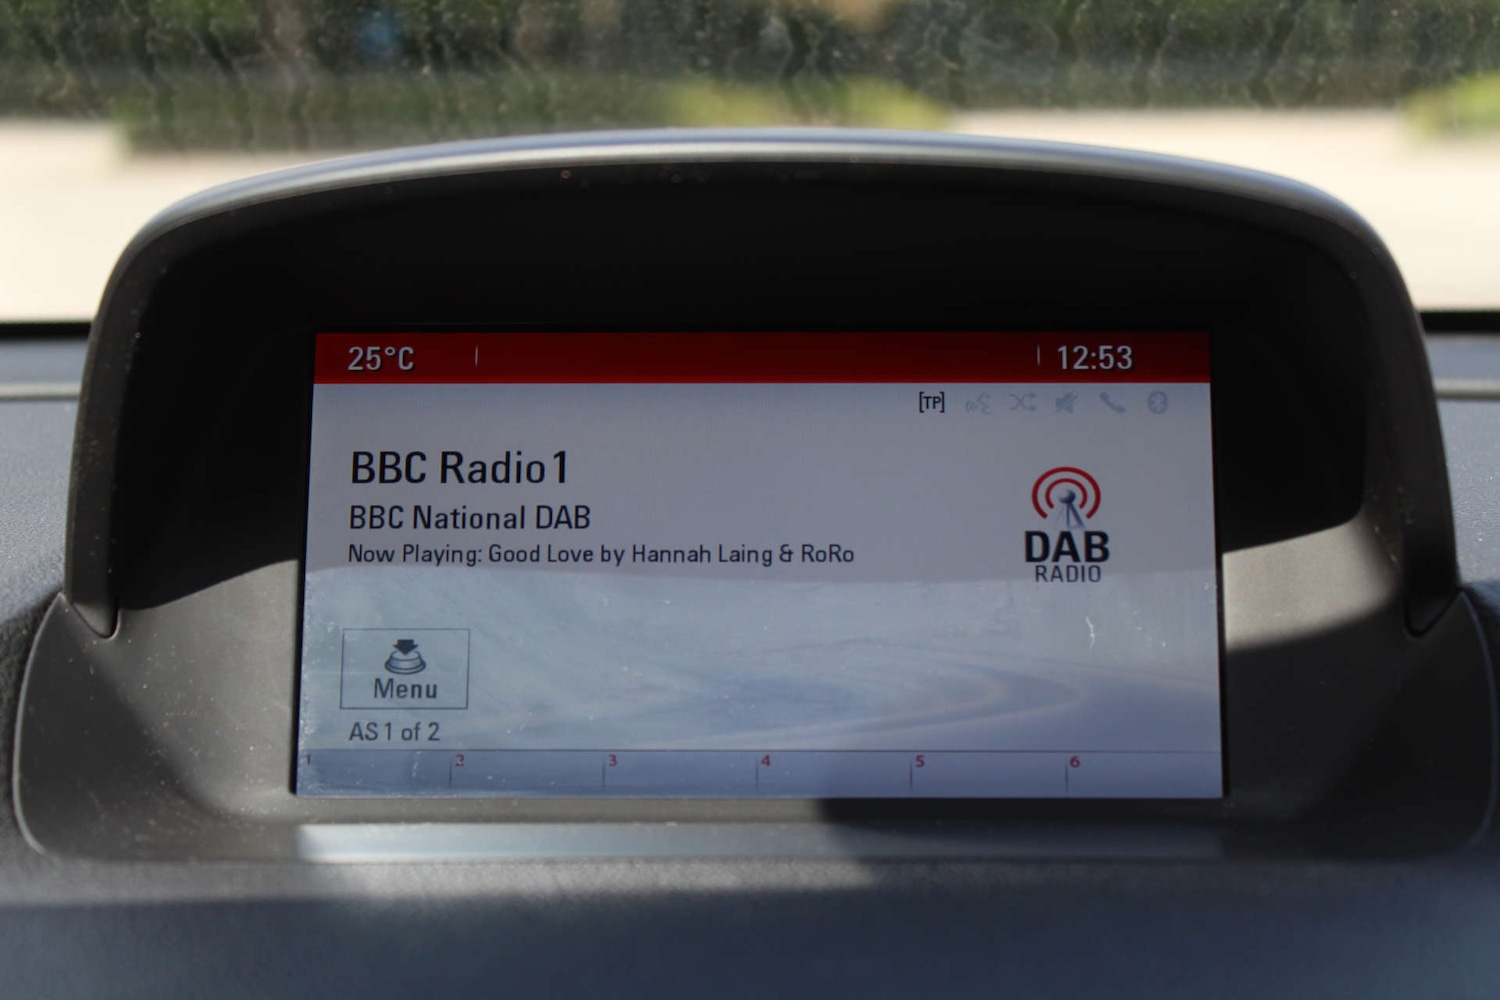 25°C 12:53
[TP]
BBC Radio 1
BBC National DAB
Now Playing: Good Love by Hannah Laing & RoRo
DAB
RADIO
Menu
AS 1 of 2
1 2 3 4 5 6